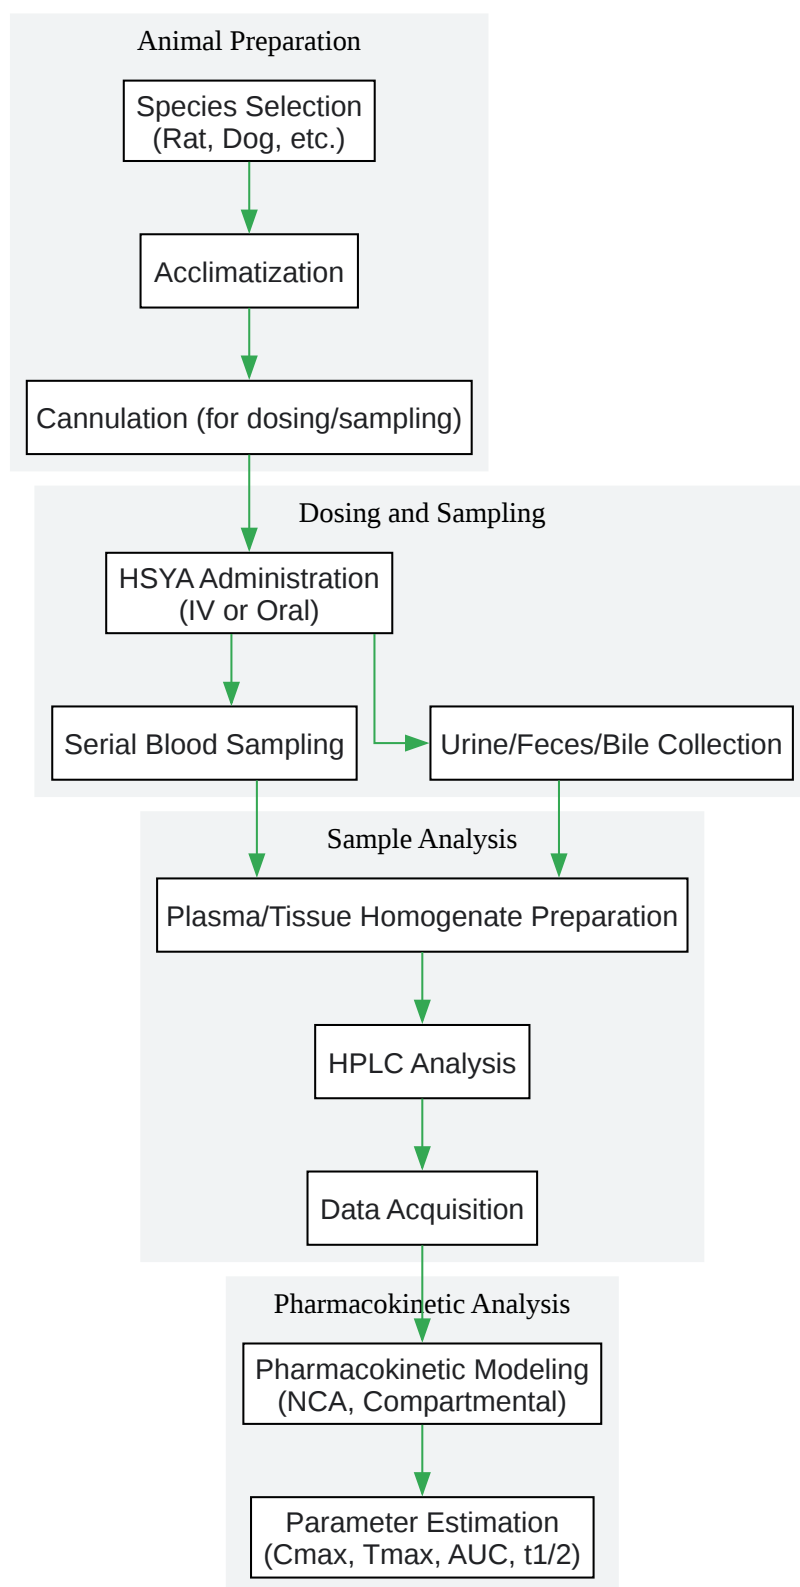 Animal Preparation
Species Selection
(Rat, Dog, etc.)
Acclimatization
Cannulation (for dosing/sampling)
Dosing and Sampling
HSYA Administration
(IV or Oral)
Serial Blood Sampling
Urine/Feces/Bile Collection
Sample Analysis
Plasma/Tissue Homogenate Preparation
HPLC Analysis
Data Acquisition
Pharmacokinetic Analysis
Pharmacokinetic Modeling
(NCA, Compartmental)
Parameter Estimation
(Cmax, Tmax, AUC, t1/2)